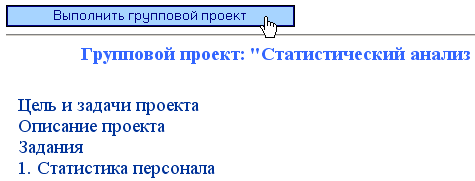 Выполнить групповой проект
Групповой проект: "Статистический анализ
Цель и задачи проекта
Описание проекта
Задания
1. Статистика персонала